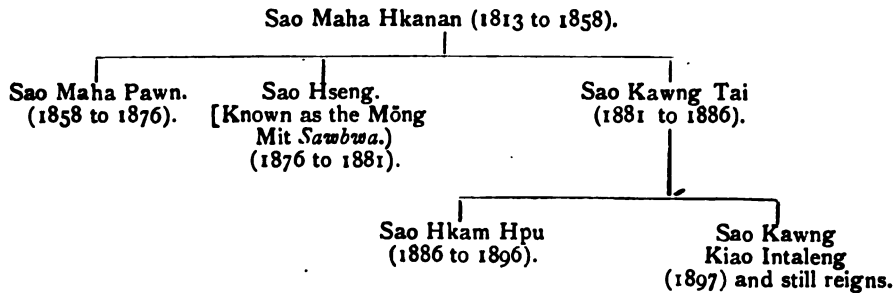 Sao Maha Hkanan (1813 to 1858).
Sao Maha Pawn.
(1858 to 1876).
Sao Hseng.
[Known as the Möng
Mit Sawbwa.)
(1876 to 1881).
Sao Kawng Tai
(1881 to 1886).
Sao Hkam Hpu
(1886 to 1896).
Sao Kawng
Kiao Intaleng
(1897) and still reigns.